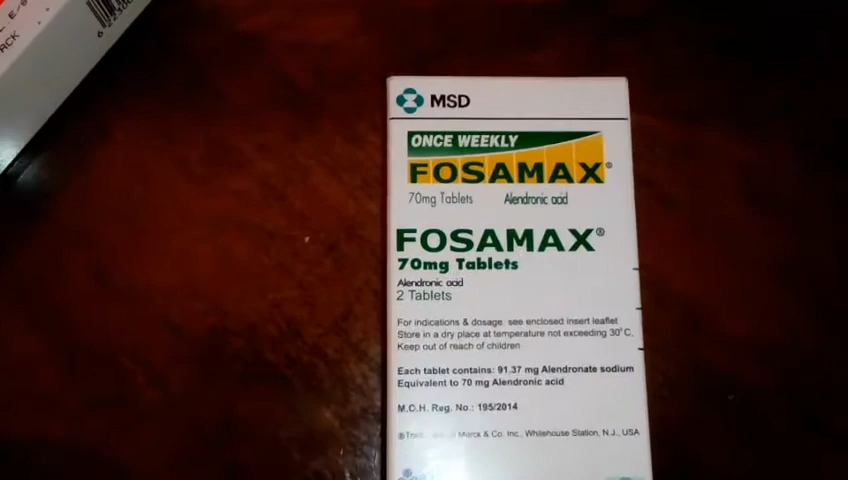 L E/S
ACK
MSD
ONCE WEEKLY
FOSAMAX®
70mg Tablets Alendronic acid
FOSAMAX®
70mg Tablets
Alendronic acid
2 Tablets
For indications & dosage, see enclosed insert leaflet
Store in a dry place at temperature not exceeding 30°C.
Keep out of reach of children
Each tablet contains: 91.37 mg Alendronate sodium
Equivalent to 70 mg Alendronic acid
M.O.H. Reg. No.: 195/2014
Merck & Co. Inc., Whitehouse Station, N.J., USA